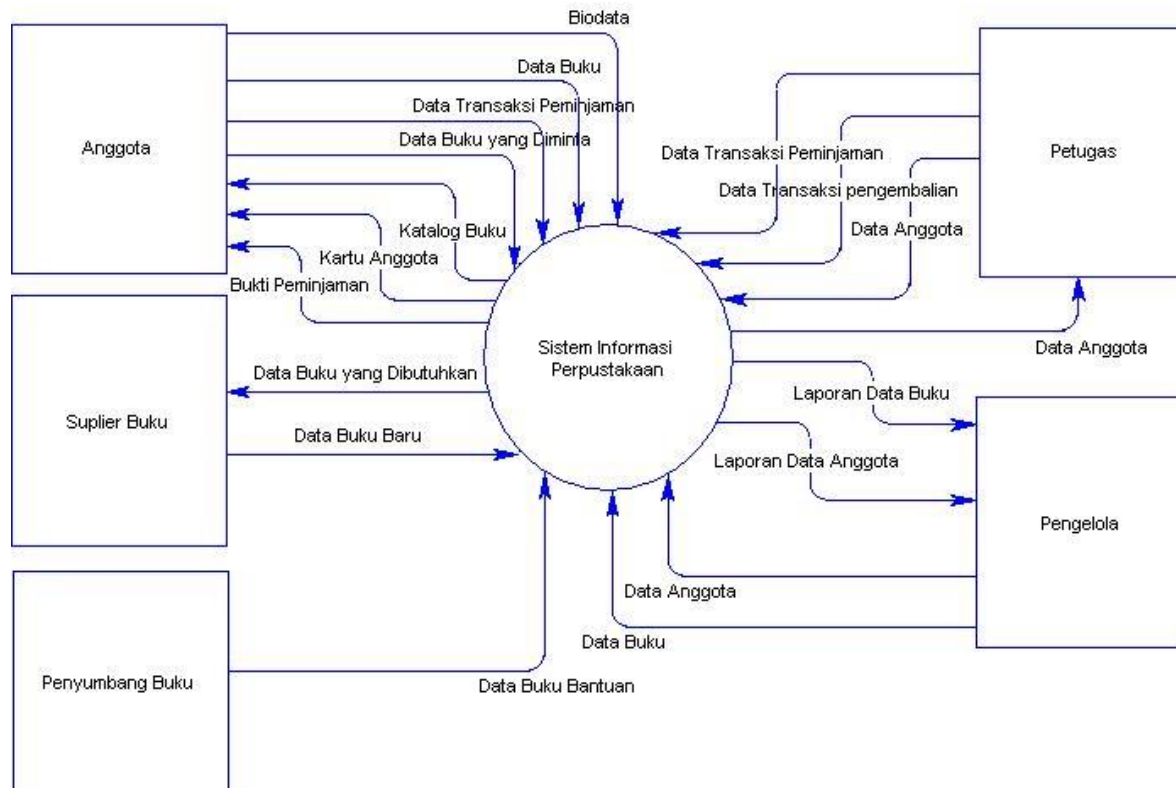 Biodata
Data Buku
Data Transaksi Peminjaman
Data Buku yang Diminta
Anggota
Katalog Buku
Kartu Anggota
Bukti Peminjaman
Data Transaksi Peminjaman
Data Transaksi pengembalian
Data Anggota
Petugas
Data Anggota
Sistem Informasi
Perpustakaan
Data Buku yang Dibutuhkan
Suplier Buku
Data Buku Baru
Laporan Data Buku
Laporan Data Anggota
Pengelola
Data Anggota
Data Buku
Penyumbang Buku
Data Buku Bantuan